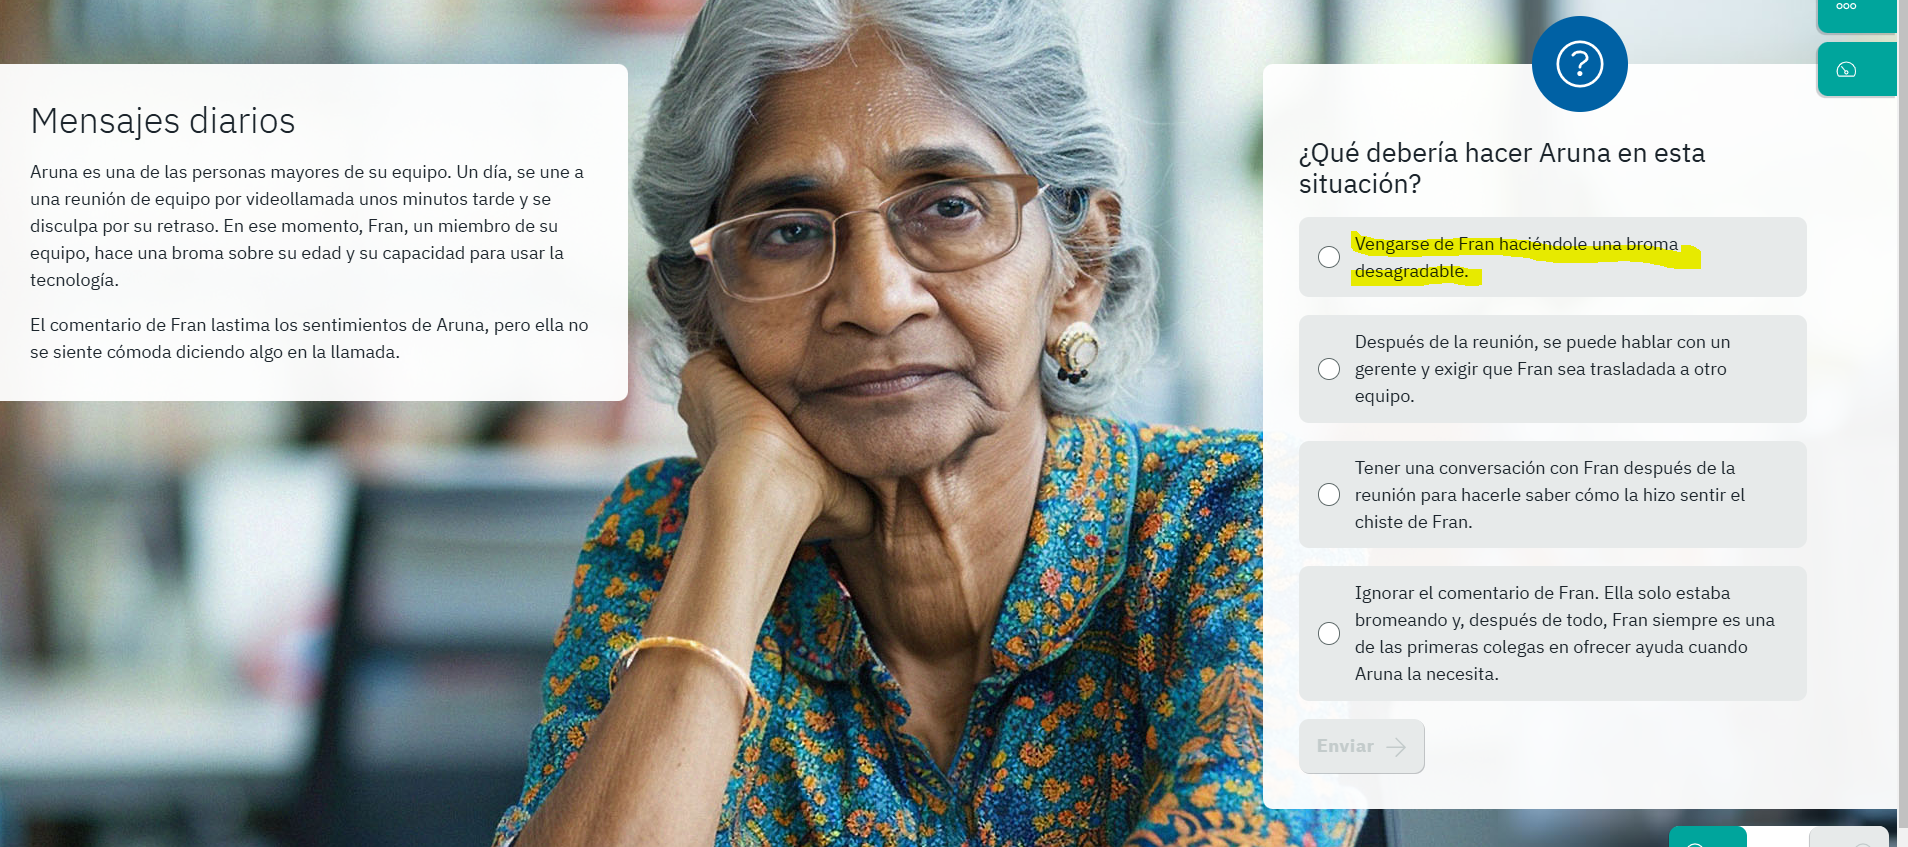 Mensajes diarios
Aruna es una de las personas mayores de su equipo. Un día, se une a
una reunión de equipo por videollamada unos minutos tarde y se
disculpa por su retraso. En ese momento, Fran, un miembro de su
equipo, hace una broma sobre su edad y su capacidad para usar la
tecnología.
El comentario de Fran lastima los sentimientos de Aruna, pero ella no
se siente cómoda diciendo algo en la llamada.
?
¿Qué debería hacer Aruna en esta
situación?
Vengarse de Fran haciéndole una broma
desagradable.
Después de la reunión, se puede hablar con un
gerente y exigir que Fran sea trasladada a otro
equipo.
Tener una conversación con Fran después de la
reunión para hacerle saber cómo la hizo sentir el
chiste de Fran.
Ignorar el comentario de Fran. Ella solo estaba
bromeando y, después de todo, Fran siempre es una
de las primeras colegas en ofrecer ayuda cuando
Aruna la necesita.
Enviar